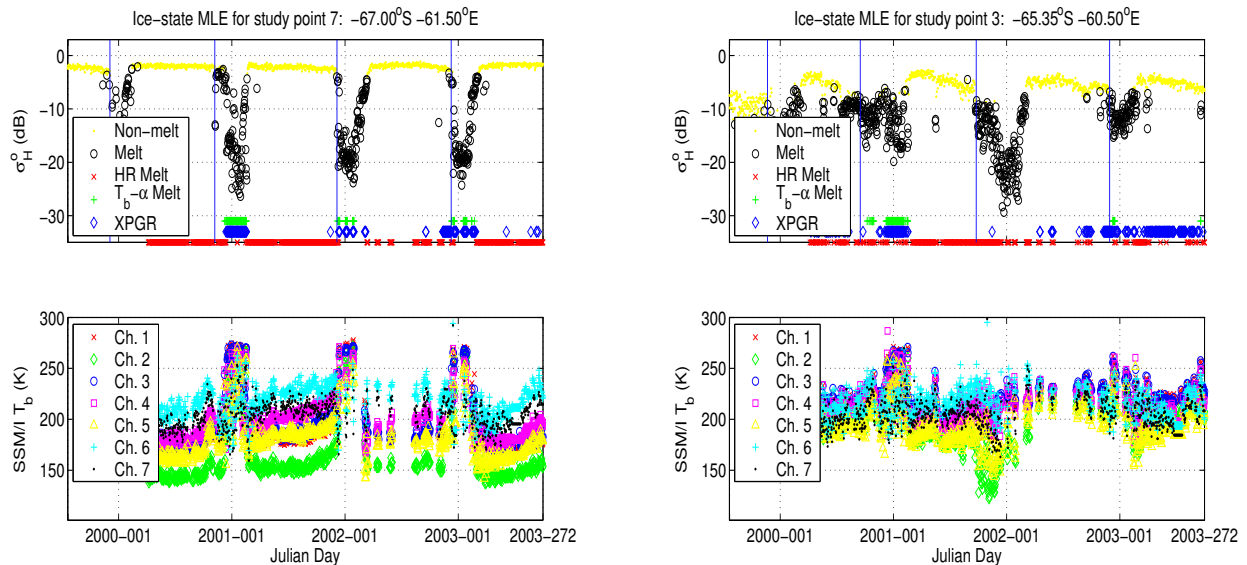 Ice−state MLE for study point 7: −67.00°S −61.50°E
0
−10
−20
−30
σ°H (dB)
Non−melt
Melt
HR Melt
Tb−α Melt
XPGR
300
250
200
150
SSM/I Tb (K)
Ch. 1
Ch. 2
Ch. 3
Ch. 4
Ch. 5
Ch. 6
Ch. 7
2000−001
2001−001
2002−001
2003−001
2003−272
Julian Day
Ice−state MLE for study point 3: −65.35°S −60.50°E
0
−10
−20
−30
σ°H (dB)
Non−melt
Melt
HR Melt
Tb−α Melt
XPGR
300
250
200
150
SSM/I Tb (K)
Ch. 1
Ch. 2
Ch. 3
Ch. 4
Ch. 5
Ch. 6
Ch. 7
2000−001
2001−001
2002−001
2003−001
2003−272
Julian Day